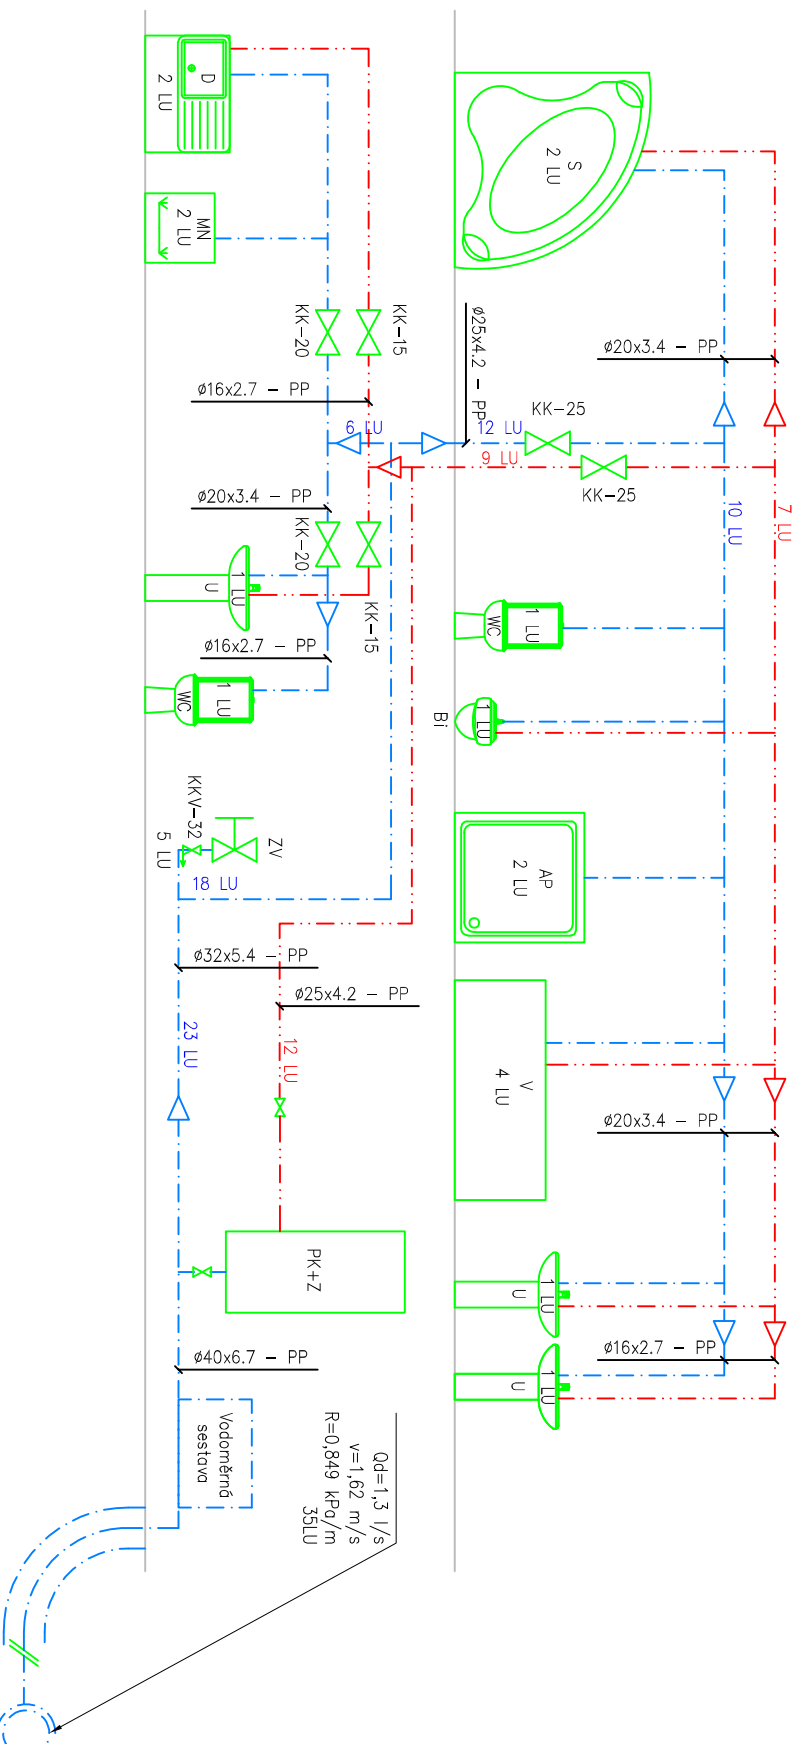 D
2 LU
MN
2 LU
KK-20
KK-15
ø16x2.7 - PP
6 LU
ø20x3.4 - PP
KK-20
KK-15
1 LU
U
ø16x2.7 - PP
1 LU
WC
KKV-32
5 LU
ZV
18 LU
ø32x5.4 - PP
ø25x4.2 - PP
23 LU
12 LU
PK+Z
ø40x6.7 - PP
Vodoměrná
sestava
Qd=1,3 l/s
v=1,62 m/s
R=0,849 kPa/m
35LU
S
2 LU
ø25x4.2 - PP
ø20x3.4 - PP
KK-25
12 LU
9 LU
KK-25
10 LU
7 LU
1 LU
WC
1 LU
Bi
AP
2 LU
V
4 LU
ø20x3.4 - PP
1 LU
U
ø16x2.7 - PP
1 LU
U